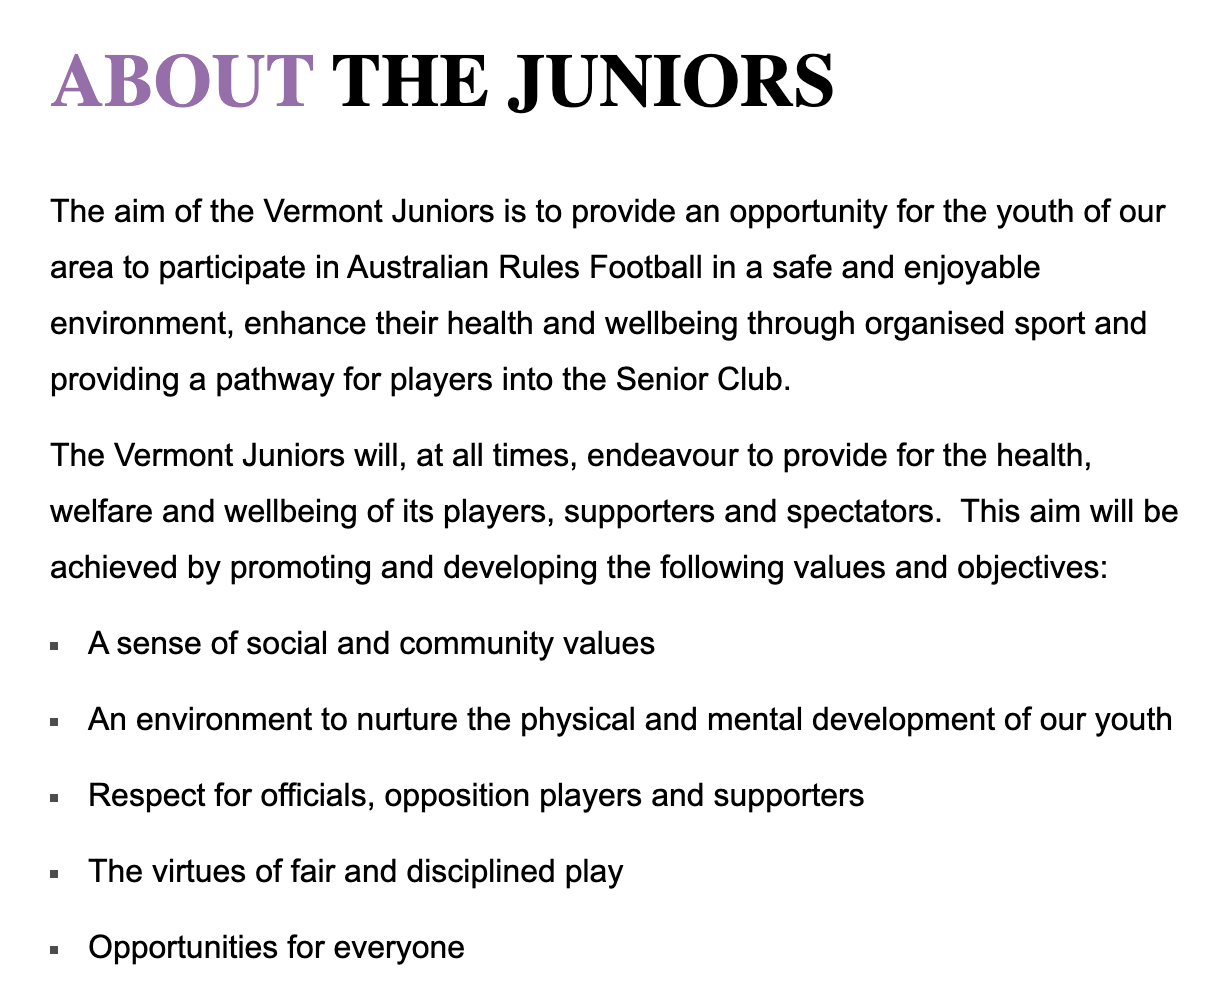 ABOUT THE JUNIORS
The aim of the Vermont Juniors is to provide an opportunity for the youth of our
area to participate in Australian Rules Football in a safe and enjoyable
environment, enhance their health and wellbeing through organised sport and
providing a pathway for players into the Senior Club.
The Vermont Juniors will, at all times, endeavour to provide for the health,
welfare and wellbeing of its players, supporters and spectators.  This aim will be
achieved by promoting and developing the following values and objectives:
▪ A sense of social and community values
▪ An environment to nurture the physical and mental development of our youth
▪ Respect for officials, opposition players and supporters
▪ The virtues of fair and disciplined play
▪ Opportunities for everyone